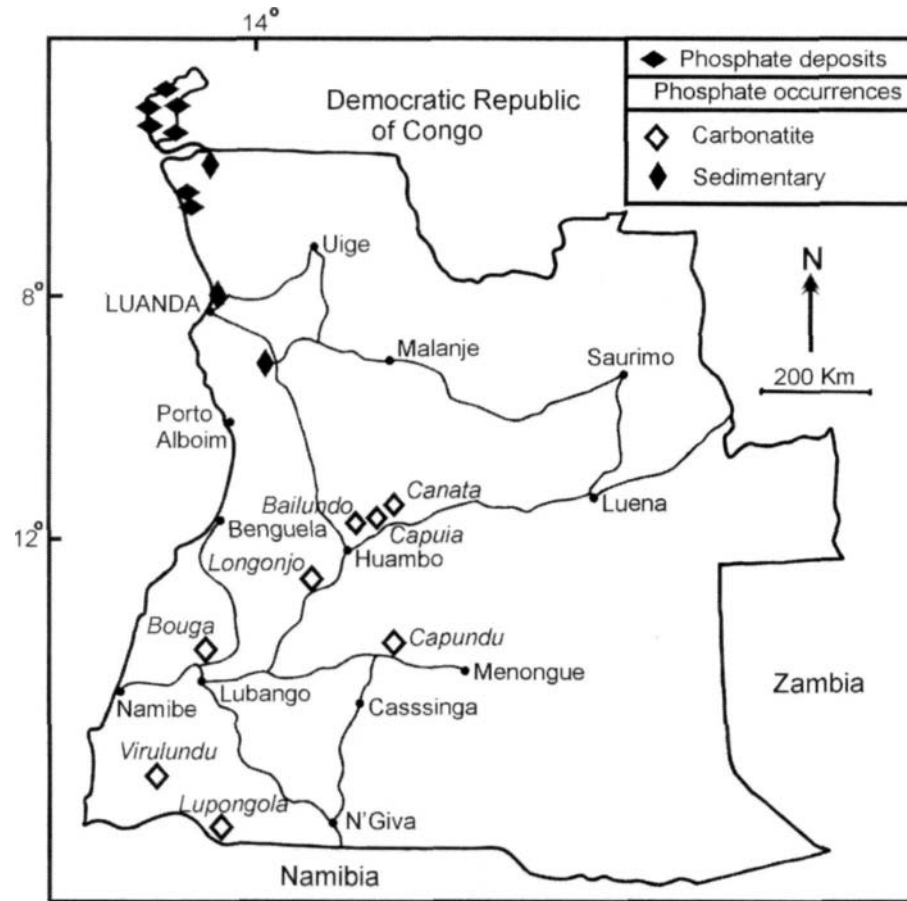 14°
Phosphate deposits
Phosphate occurrences
Carbonatite
Sedimentary
Democratic Republic
of Congo
N
200 Km
8°
Uige
LUANDA
Malanje
Saurimo
Porto
Alboim
Canata
Bailundo
Capuia
Luena
12°
Benguela
Huambo
Longonjo
Bouga
Capundu
Menongue
Zambia
Lubango
Namibe
Casssinga
Virulundu
Lupongola
N'Giva
Namibia